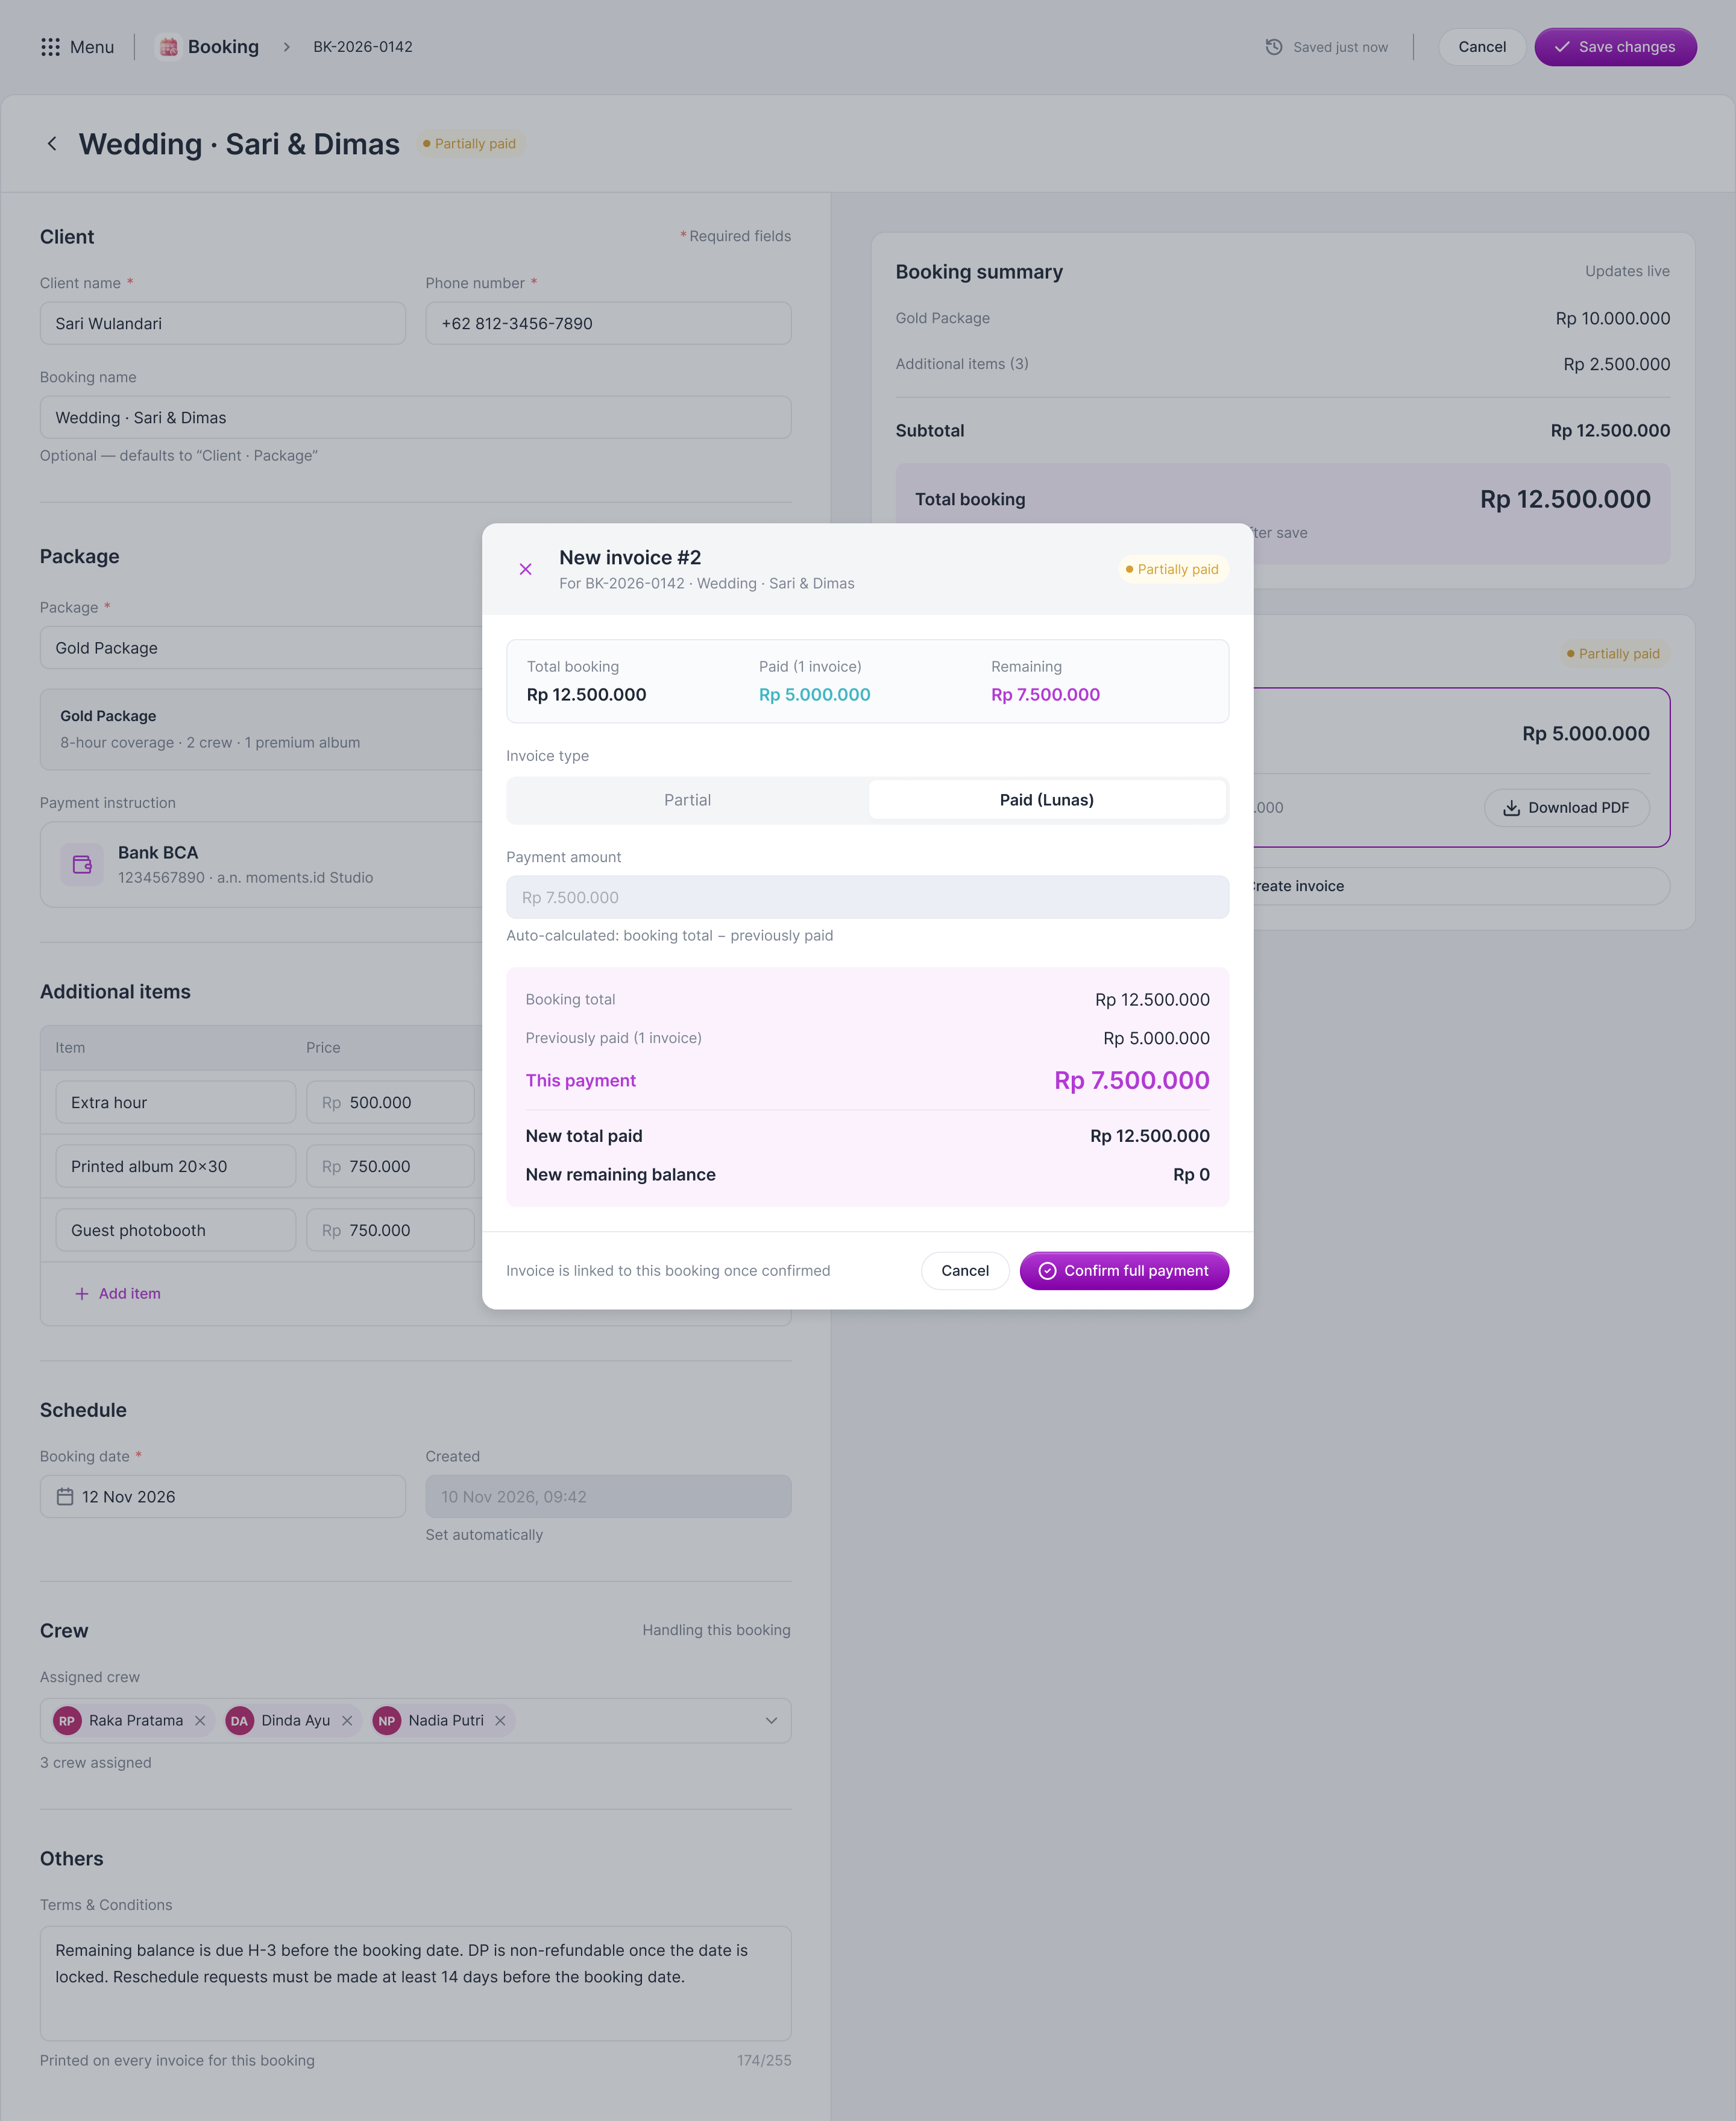 Menu
Booking
BK-2026-0142
Saved just now
Cancel
Save changes
Wedding · Sari & Dimas
Partially paid
Client
* Required fields
Client name *
Phone number *
Sari Wulandari
+62 812-3456-7890
Booking name
Wedding · Sari & Dimas
Optional — defaults to “Client · Package”
Package
Package *
Gold Package
Gold Package
8-hour coverage · 2 crew · 1 premium album
Payment instruction
Bank BCA
1234567890 · a.n. moments.id Studio
Additional items
Item
Price
Extra hour
Rp 500.000
Printed album 20×30
Rp 750.000
Guest photobooth
Rp 750.000
Add item
Schedule
Booking date *
Created
12 Nov 2026
10 Nov 2026, 09:42
Set automatically
Crew
Handling this booking
Assigned crew
RP Raka Pratama
DA Dinda Ayu
NP Nadia Putri
3 crew assigned
Others
Terms & Conditions
Remaining balance is due H-3 before the booking date. DP is non-refundable once the date is
locked. Reschedule requests must be made at least 14 days before the booking date.
Printed on every invoice for this booking
174/255
Booking summary
Updates live
Gold Package
Rp 10.000.000
Additional items (3)
Rp 2.500.000
Subtotal
Rp 12.500.000
Total booking
Rp 12.500.000
save
Partially paid
Rp 5.000.000
.000
Download PDF
invoice
New invoice #2
For BK-2026-0142 · Wedding · Sari & Dimas
Partially paid
Total booking
Rp 12.500.000
Paid (1 invoice)
Rp 5.000.000
Remaining
Rp 7.500.000
Invoice type
Partial
Paid (Lunas)
Payment amount
Rp 7.500.000
Auto-calculated: booking total − previously paid
Booking total
Rp 12.500.000
Previously paid (1 invoice)
Rp 5.000.000
This payment
Rp 7.500.000
New total paid
Rp 12.500.000
New remaining balance
Rp 0
Invoice is linked to this booking once confirmed
Cancel
Confirm full payment